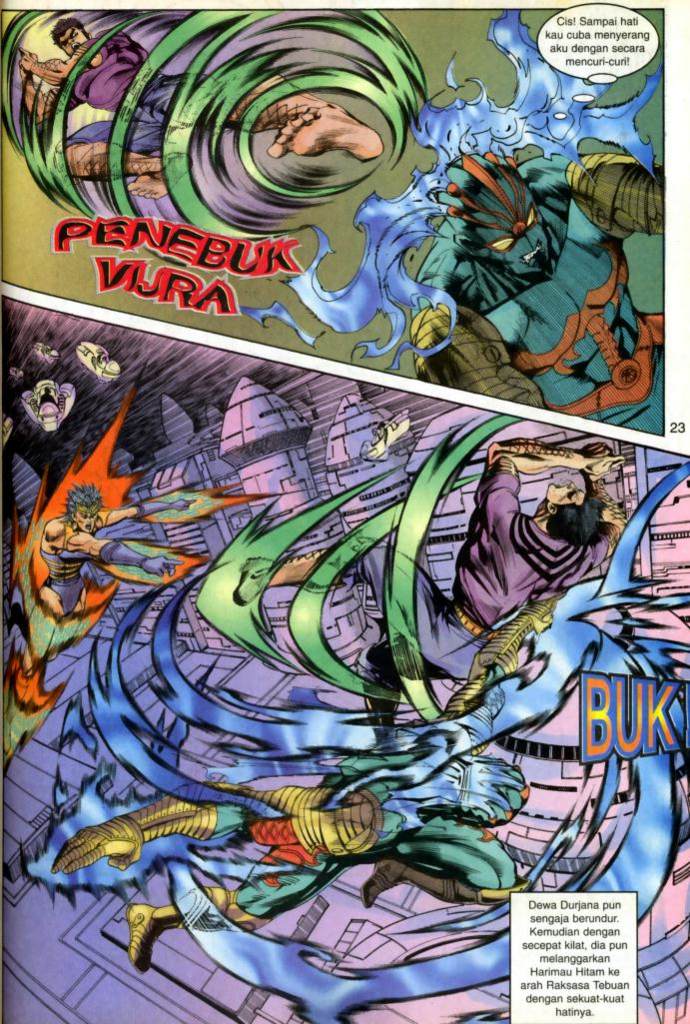 Cis! Sampai hati
kau cuba menyerang
aku dengan secara
mencuri-curi!
PENEBUK
VIJRA
23
BUK
Dewa Durjana pun
sengaja berundur.
Kemudian dengan
secepat kilat, dia pun
melanggarkan
Harimau Hitam ke
arah Raksasa Tebuan
dengan sekuat-kuat
hatinya.